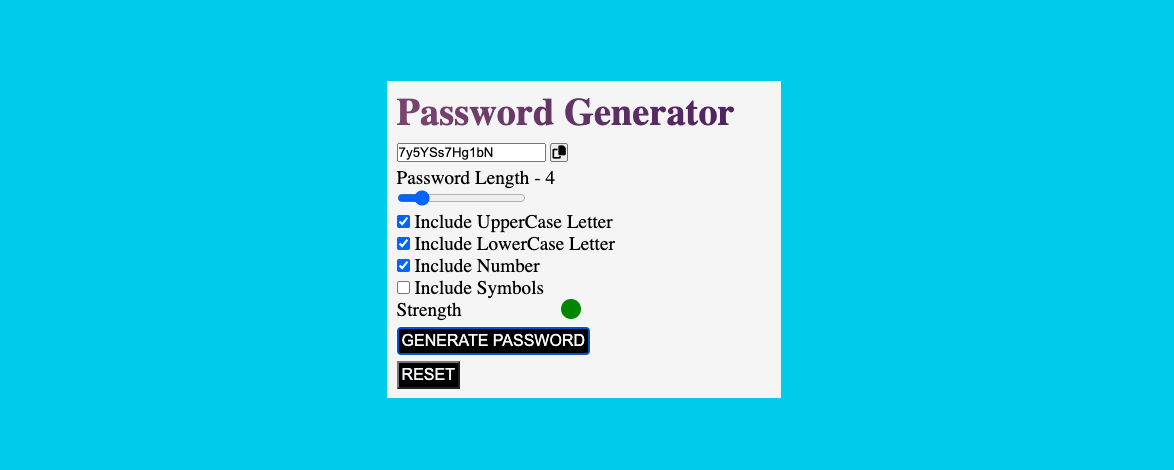 Password Generator
7y5YSs7Hg1bN
Password Length - 4
Include UpperCase Letter
Include LowerCase Letter
Include Number
Include Symbols
Strength
GENERATE PASSWORD
RESET